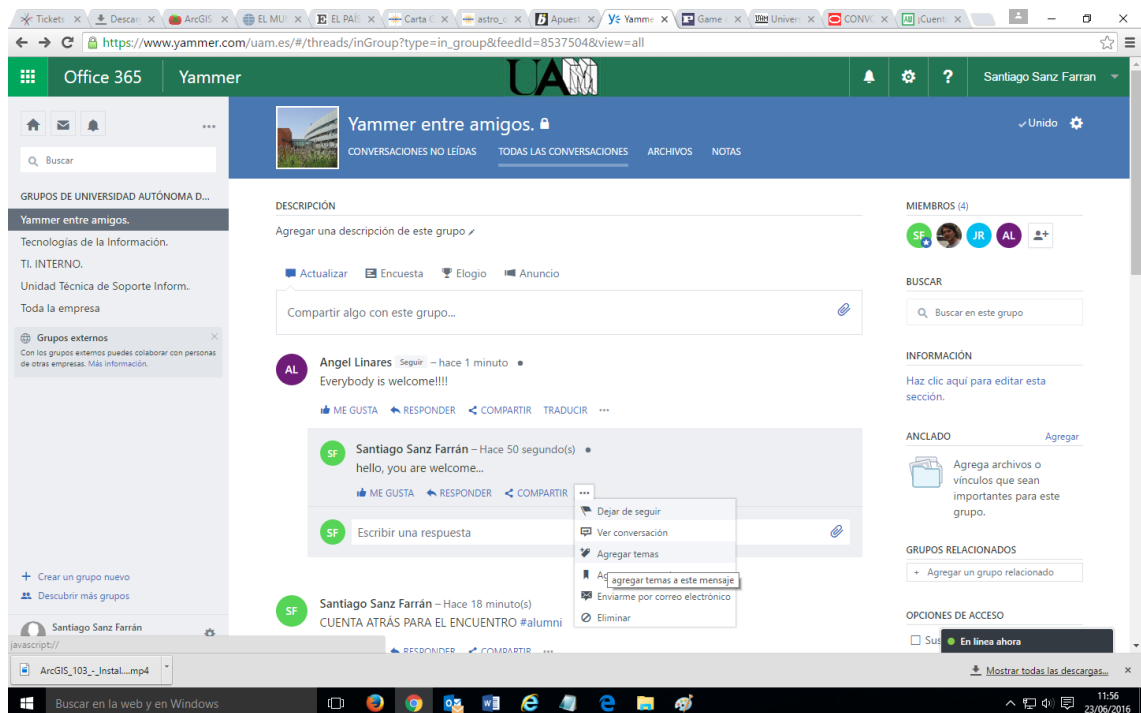 Tickets
Descar
ArcGIS
EL MUN
EL PAÍS
Carta C
astro_c
Apuest
Yamme
Game
Univer
CONVO
¡Cuent
https://www.yammer.com/uam.es/#/threads/inGroup?type=in_group&feedId=8537504&view=all
Office 365
Yammer
UAM
?
Santiago Sanz Farran
Buscar
GRUPOS DE UNIVERSIDAD AUTÓNOMA D...
Yammer entre amigos.
Tecnologías de la Información.
TI. INTERNO.
Unidad Técnica de Soporte Inform..
Toda la empresa
Grupos externos
Con los grupos externos puedes colaborar con personas
de otras empresas. Más información.
+ Crear un grupo nuevo
Descubrir más grupos
Santiago Sanz Farrán
javascript://
Yammer entre amigos.
Unido
CONVERSACIONES NO LEÍDAS TODAS LAS CONVERSACIONES ARCHIVOS NOTAS
DESCRIPCIÓN
Agregar una descripción de este grupo
Actualizar Encuesta Elogio Anuncio
Compartir algo con este grupo...
AL
Angel Linares Seguir – hace 1 minuto
Everybody is welcome!!!!
ME GUSTA RESPONDER COMPARTIR TRADUCIR ...
SF
Santiago Sanz Farrán – Hace 50 segundo(s)
hello, you are welcome...
ME GUSTA RESPONDER COMPARTIR ...
Dejar de seguir
Ver conversación
Agregar temas
Ag
agregar temas a este mensaje
Enviarme por correo electrónico
Eliminar
SF
Escribir una respuesta
SF
Santiago Sanz Farrán – Hace 18 minuto(s)
CUENTA ATRÁS PARA EL ENCUENTRO #alumni
RESPONDER COMPARTIR ...
MIEMBROS (4)
SF JR AL
BUSCAR
Buscar en este grupo
INFORMACIÓN
Haz clic aquí para editar esta
sección.
ANCLADO Agregar
Agrega archivos o
vínculos que sean
importantes para este
grupo.
GRUPOS RELACIONADOS
+ Agregar un grupo relacionado
OPCIONES DE ACCESO
Sus
En línea ahora
ArcGIS_103_-_Instal....mp4
Mostrar todas las descargas...
Buscar en la web y en Windows
11:56
23/06/2016